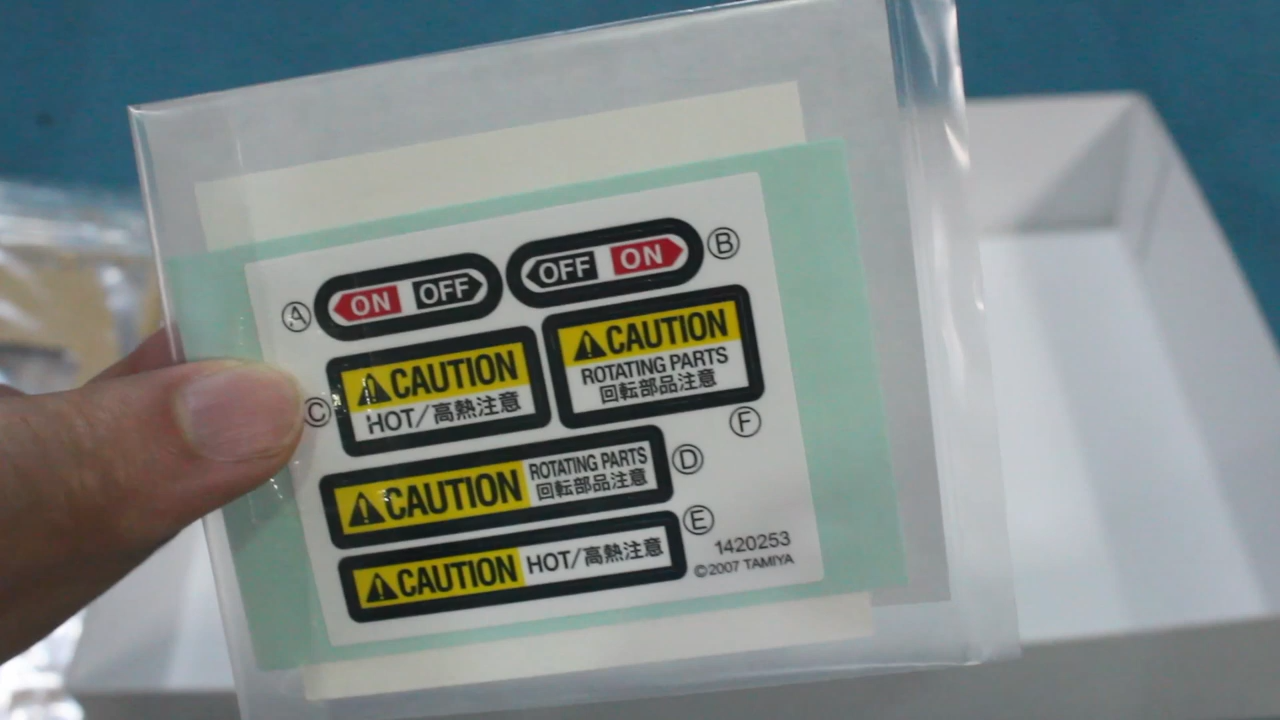 Ⓐ ON OFF
OFF ON Ⓑ
Ⓒ ⚠CAUTION
HOT/高熱注意
⚠CAUTION
ROTATING PARTS
回転部品注意
Ⓕ
⚠CAUTION ROTATING PARTS Ⓓ
回転部品注意
⚠CAUTION HOT/高熱注意 Ⓔ
1420253
©2007 TAMIYA